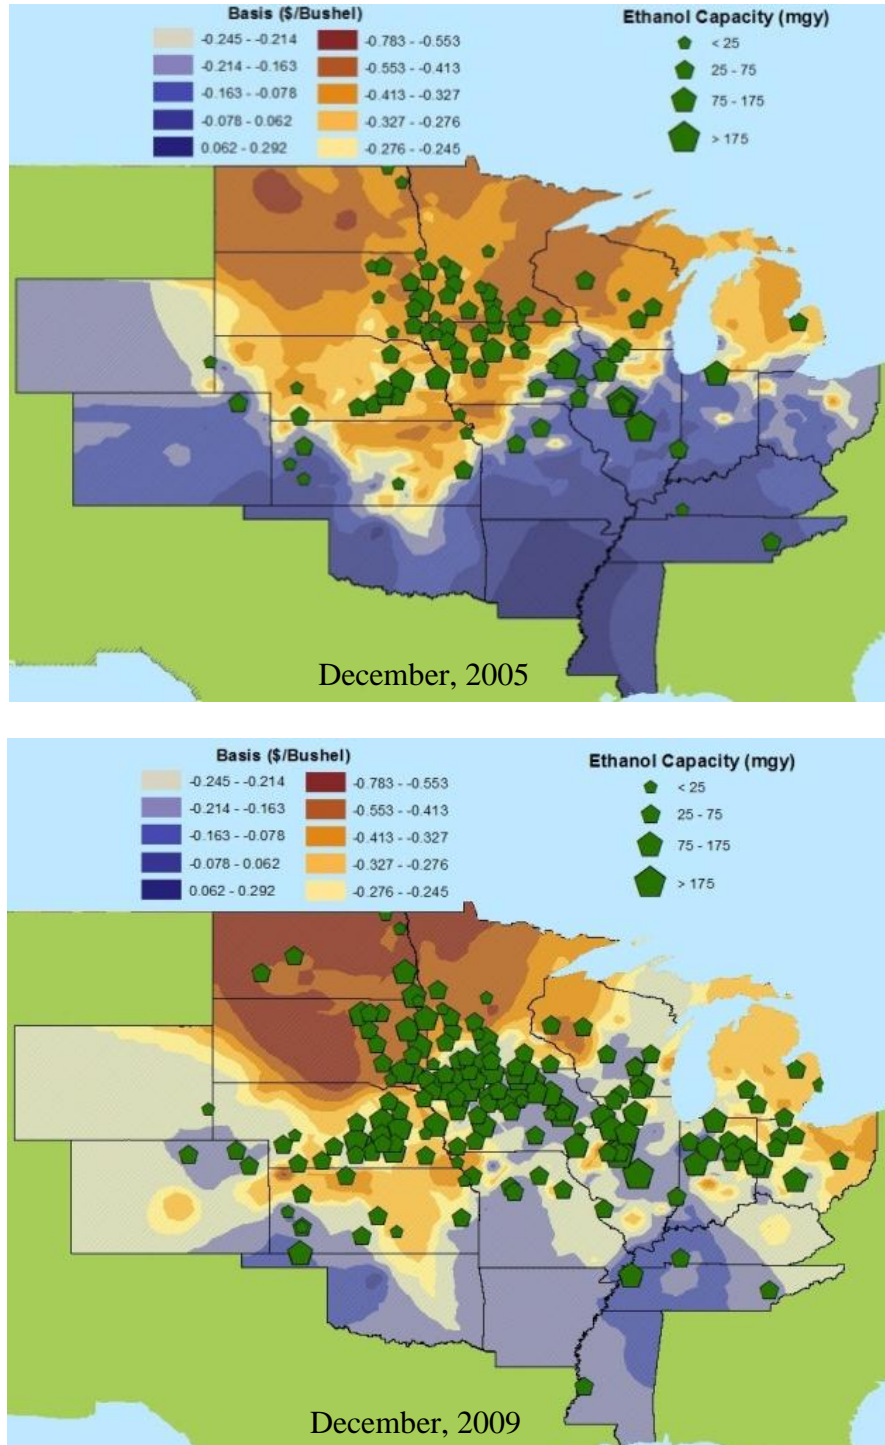 Basis ($/Bushel)
-0.245 - -0.214
-0.214 - -0.163
-0.163 - -0.078
-0.078 - 0.062
0.062 - 0.292
-0.783 - -0.553
-0.553 - -0.413
-0.413 - -0.327
-0.327 - -0.276
-0.276 - -0.245
Ethanol Capacity (mgy)
< 25
25 - 75
75 - 175
> 175
December, 2005
Basis ($/Bushel)
-0.245 - -0.214
-0.214 - -0.163
-0.163 - -0.078
-0.078 - 0.062
0.062 - 0.292
-0.783 - -0.553
-0.553 - -0.413
-0.413 - -0.327
-0.327 - -0.276
-0.276 - -0.245
Ethanol Capacity (mgy)
< 25
25 - 75
75 - 175
> 175
December, 2009